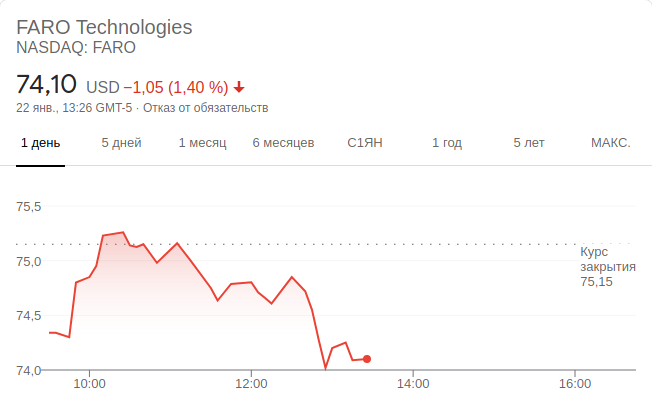 FARO Technologies
NASDAQ: FARO
74,10 USD −1,05 (1,40 %)
22 янв., 13:26 GMT-5 · Отказ от обязательств
1 день 5 дней 1 месяц 6 месяцев С1ЯН 1 год 5 лет МАКС.
75,5
75,0
74,5
74,0
Курс
закрытия
75,15
10:00 12:00 14:00 16:00